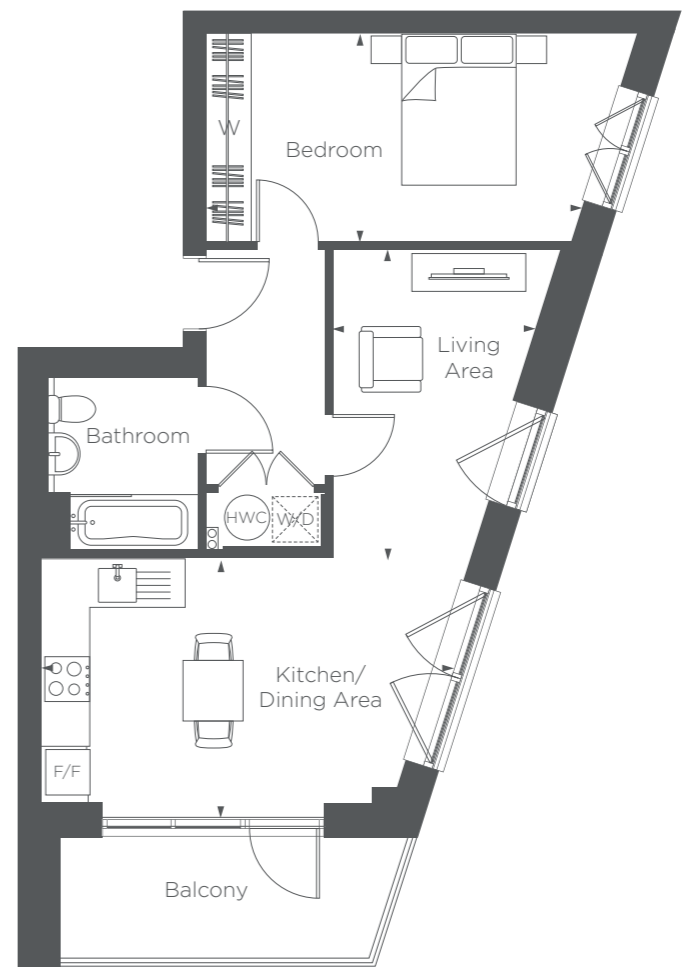 W
Bedroom
Living
Area
Bathroom
HWC
W/D
Kitchen/
Dining Area
F/F
Balcony